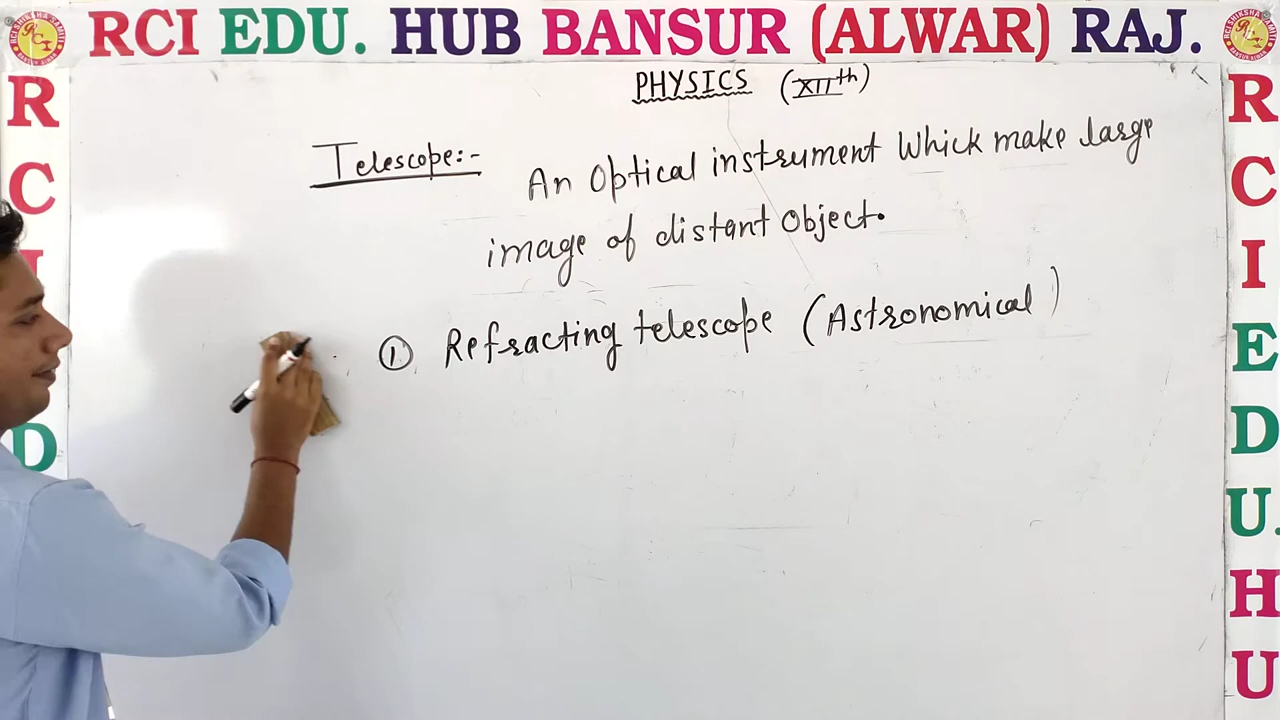 RCI EDU. HUB BANSUR (ALWAR) RAJ.
PHYSICS (XIIth)
Telescope:- An Optical instrument Which make large
image of distant Object.
① Refracting telescope (Astronomical)
R
C
I
D
R
C
I
E
D
U.
H
U